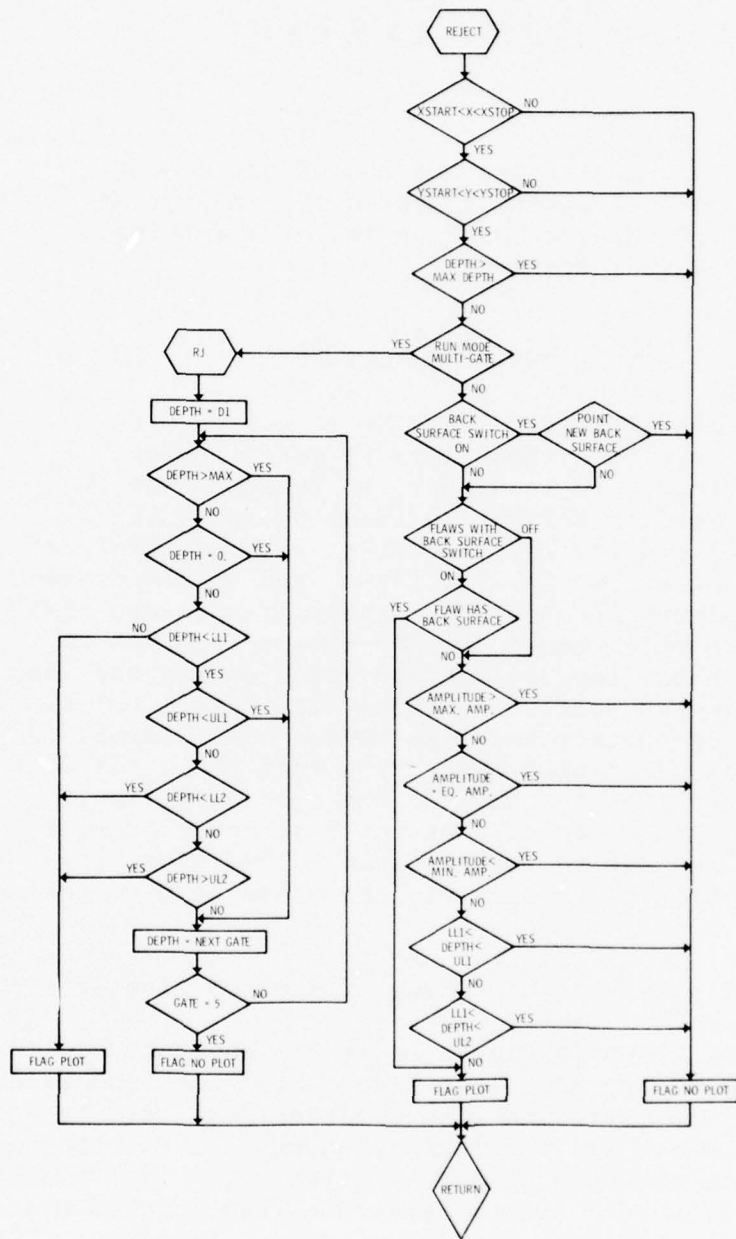 REJECT
XSTART<X<XSTOP
NO
YES
YSTART<Y<YSTOP
NO
YES
DEPTH>
MAX DEPTH
YES
NO
RUN MODE
MULTI-GATE
YES
NO
BACK
SURFACE SWITCH
ON
YES
NO
POINT
NEW BACK
SURFACE
YES
NO
FLAWS WITH
BACK SURFACE
SWITCH
OFF
ON
FLAW HAS
BACK SURFACE
YES
NO
AMPLITUDE>
MAX. AMP.
YES
NO
AMPLITUDE
= EQ. AMP.
YES
NO
AMPLITUDE<
MIN. AMP.
YES
NO
LL1<
DEPTH<
UL1
YES
NO
LL1<
DEPTH<
UL2
YES
NO
FLAG PLOT
FLAG NO PLOT
RJ
DEPTH = D1
DEPTH>MAX
YES
NO
DEPTH = 0.
YES
NO
DEPTH<LL1
NO
YES
DEPTH<UL1
YES
NO
DEPTH<LL2
YES
NO
DEPTH>UL2
YES
NO
DEPTH = NEXT GATE
GATE = 5
NO
YES
FLAG PLOT
FLAG NO PLOT
RETURN